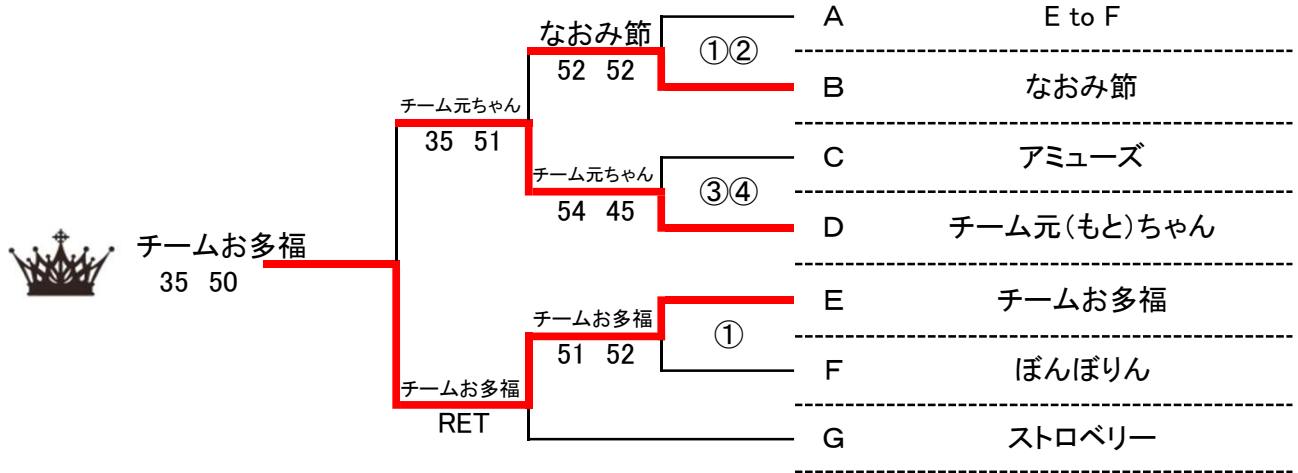 A E to F
なおみ節
①②
52 52
B なおみ節
チーム元ちゃん
35 51
C アミューズ
チーム元ちゃん
③④
54 45
D チーム元(もと)ちゃん
チームお多福
35 50
E チームお多福
チームお多福
①
51 52
F ぼんぼりん
チームお多福
RET
G ストロベリー